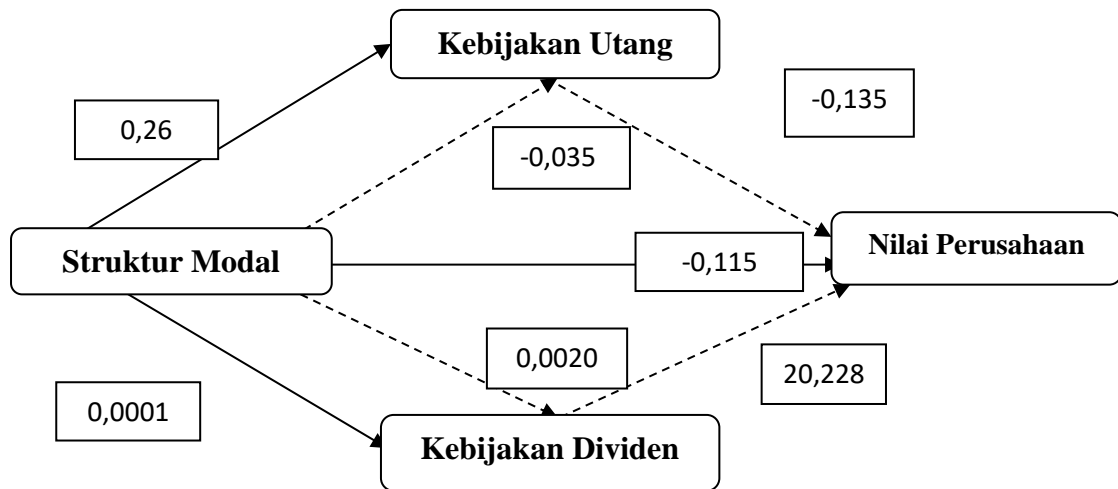 Kebijakan Utang
-0,135
0,26
-0,035
Struktur Modal
-0,115
Nilai Perusahaan
0,0020
20,228
0,0001
Kebijakan Dividen